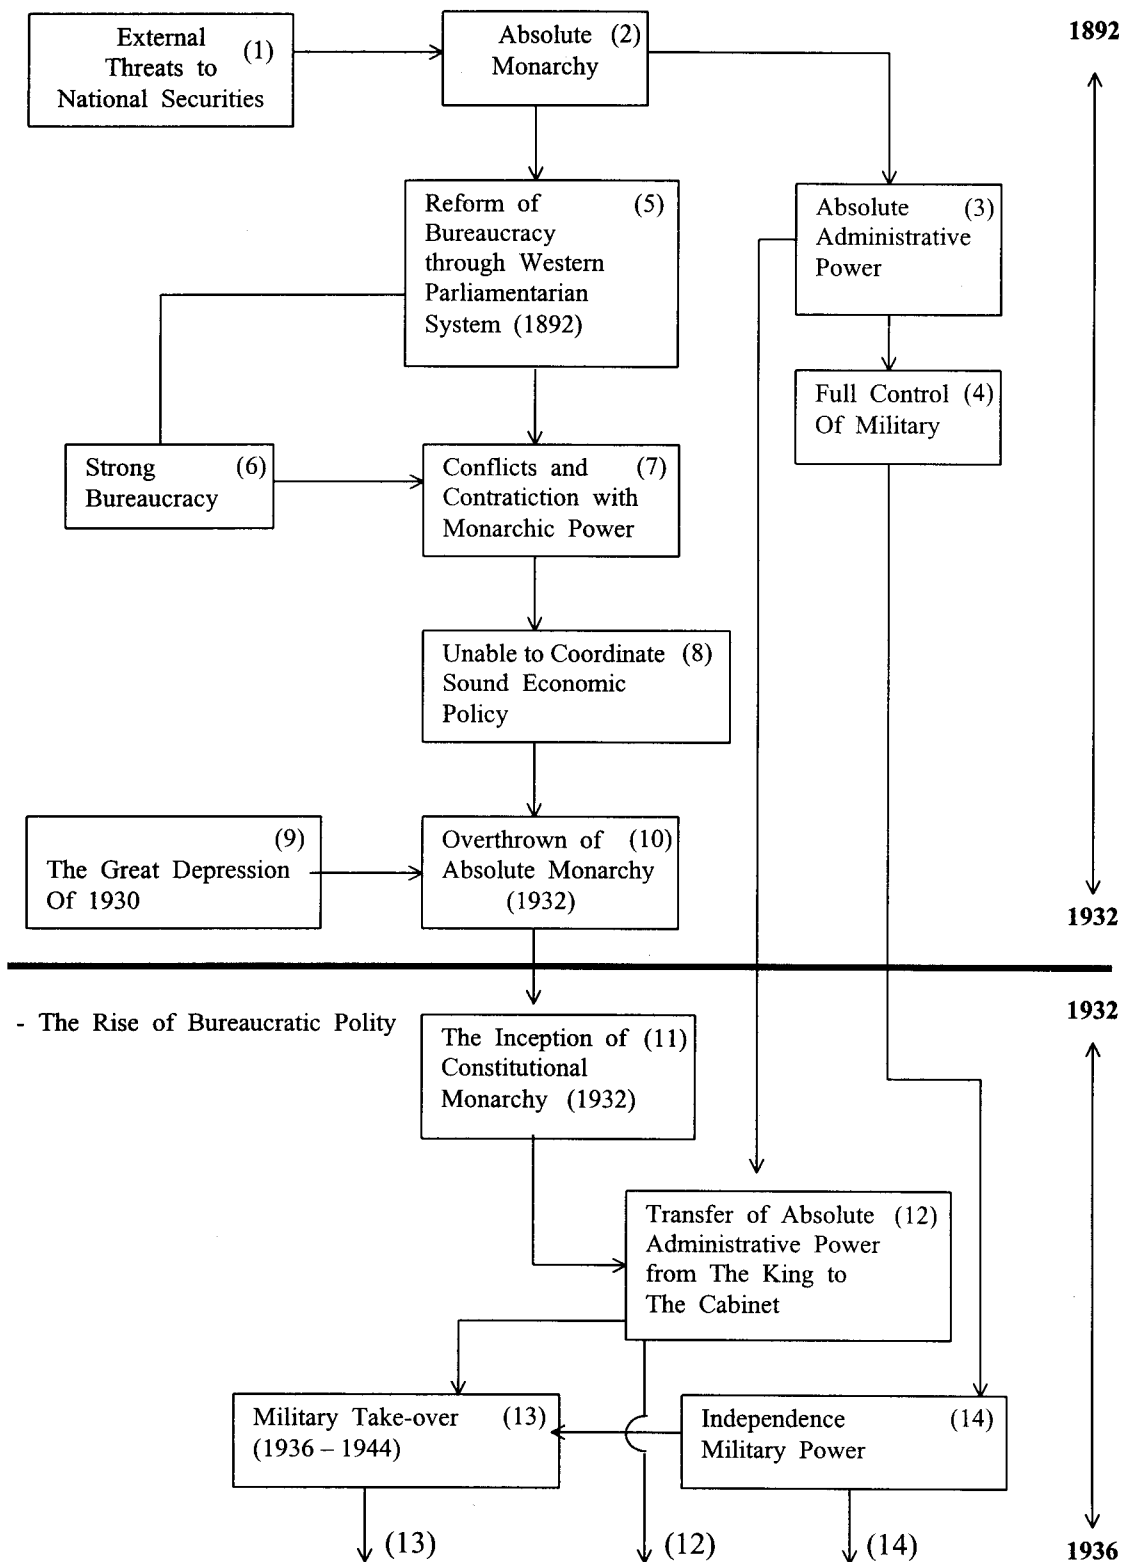 External (1)
Threats to
National Securities
Absolute (2)
Monarchy
1892
Reform of (5)
Bureaucracy
through Western
Parliamentarian
System (1892)
Absolute (3)
Administrative
Power
Full Control (4)
Of Military
Strong (6)
Bureaucracy
Conflicts and (7)
Contratiction with
Monarchic Power
Unable to Coordinate (8)
Sound Economic
Policy
(9)
The Great Depression
Of 1930
Overthrown of (10)
Absolute Monarchy
(1932)
1932
- The Rise of Bureaucratic Polity
1932
The Inception of (11)
Constitutional
Monarchy (1932)
Transfer of Absolute (12)
Administrative Power
from The King to
The Cabinet
Military Take-over (13)
(1936 – 1944)
Independence (14)
Military Power
(13)
(12)
(14)
1936